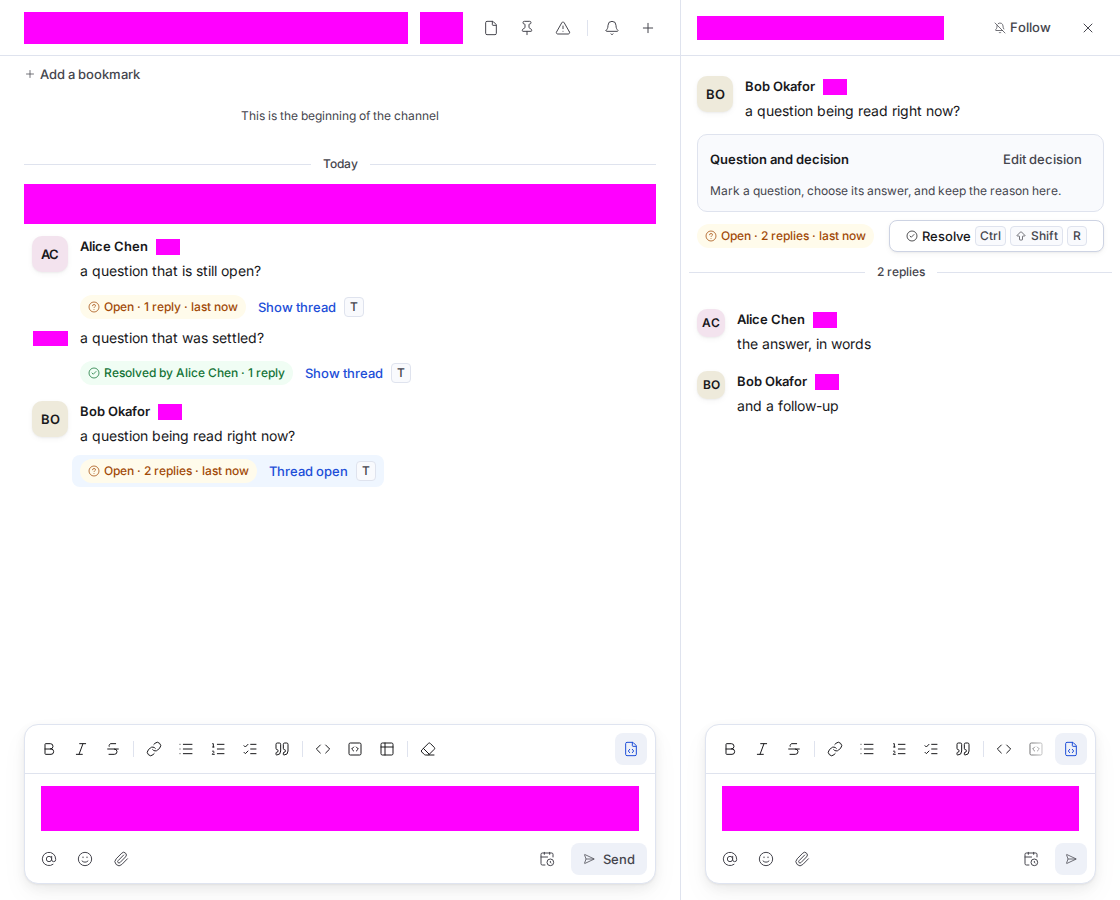 Add a bookmark
This is the beginning of the channel
Today
AC Alice Chen
a question that is still open?
Open · 1 reply · last now Show thread T
a question that was settled?
Resolved by Alice Chen · 1 reply Show thread T
BO Bob Okafor
a question being read right now?
Open · 2 replies · last now Thread open T
Send
Follow
BO Bob Okafor
a question being read right now?
Question and decision Edit decision
Mark a question, choose its answer, and keep the reason here.
Open · 2 replies · last now Resolve Ctrl Shift R
2 replies
AC Alice Chen
the answer, in words
BO Bob Okafor
and a follow-up